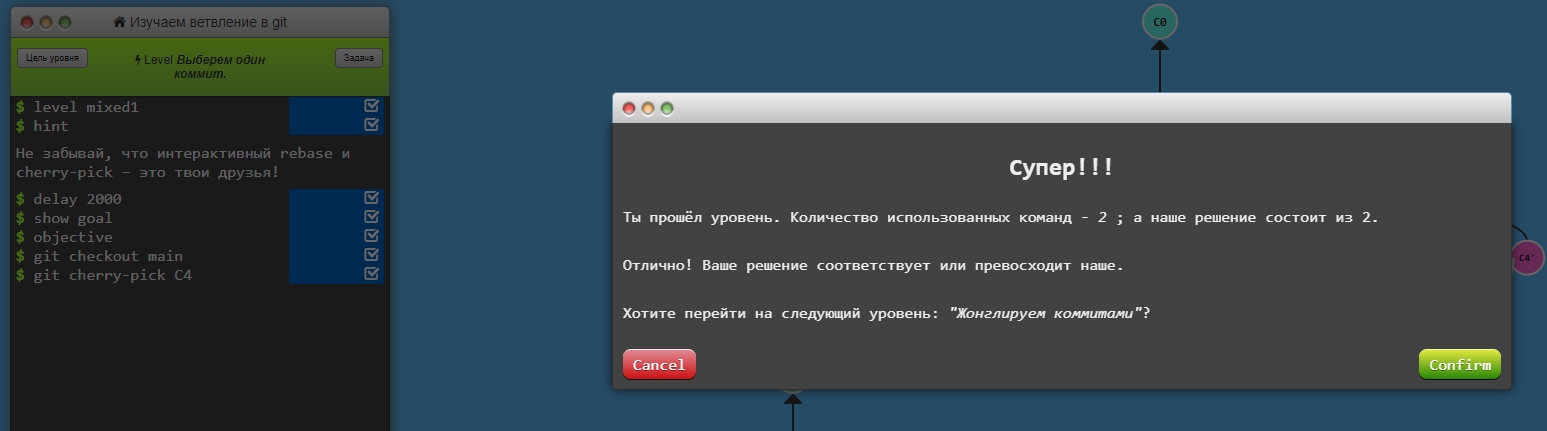 Изучаем ветвление в git
Цель уровня
Level Выберем один
коммит.
Задача
$ level mixed1
$ hint
Не забывай, что интерактивный rebase и
cherry-pick – это твои друзья!
$ delay 2000
$ show goal
$ objective
$ git checkout main
$ git cherry-pick C4
C0
Супер!!!
Ты прошёл уровень. Количество использованных команд - 2 ; а наше решение состоит из 2.
Отлично! Ваше решение соответствует или превосходит наше.
Хотите перейти на следующий уровень: "Жонглируем коммитами"?
Cancel
Confirm
C4'